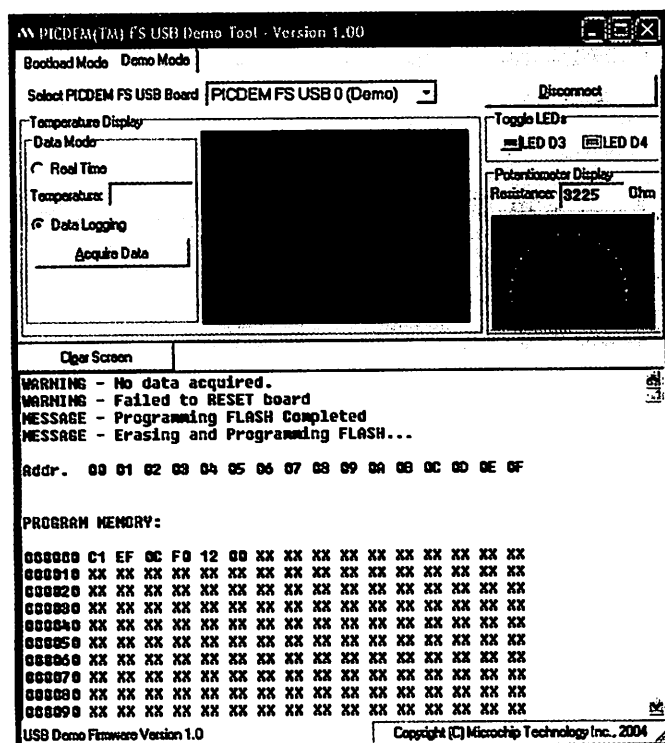 PICDEM(TM) FS USB Demo Tool - Version 1.00
Bootload Mode Demo Mode
Select PICDEM FS USB Board PICDEM FS USB 0 (Demo) Disconnect
Temperature Display
Data Mode
Real Time
Temperature:
Data Logging
Acquire Data
Toggle LEDs
LED D3 LED D4
Potentiometer Display
Resistance: 3225 Ohm
Clear Screen
WARNING - No data acquired.
WARNING - Failed to RESET board
MESSAGE - Programming FLASH Completed
MESSAGE - Erasing and Programming FLASH...
Addr. 00 01 02 03 04 05 06 07 08 09 0A 0B 0C 0D 0E 0F
PROGRAM MEMORY:
000800 C1 EF 0C F0 12 00 XX XX XX XX XX XX XX XX XX XX
000810 XX XX XX XX XX XX XX XX XX XX XX XX XX XX XX XX
000820 XX XX XX XX XX XX XX XX XX XX XX XX XX XX XX XX
000830 XX XX XX XX XX XX XX XX XX XX XX XX XX XX XX XX
000840 XX XX XX XX XX XX XX XX XX XX XX XX XX XX XX XX
000850 XX XX XX XX XX XX XX XX XX XX XX XX XX XX XX XX
000860 XX XX XX XX XX XX XX XX XX XX XX XX XX XX XX XX
000870 XX XX XX XX XX XX XX XX XX XX XX XX XX XX XX XX
000880 XX XX XX XX XX XX XX XX XX XX XX XX XX XX XX XX
000890 XX XX XX XX XX XX XX XX XX XX XX XX XX XX XX XX
USB Demo Firmware Version 1.0 Copyright (C) Microchip Technology Inc., 2004